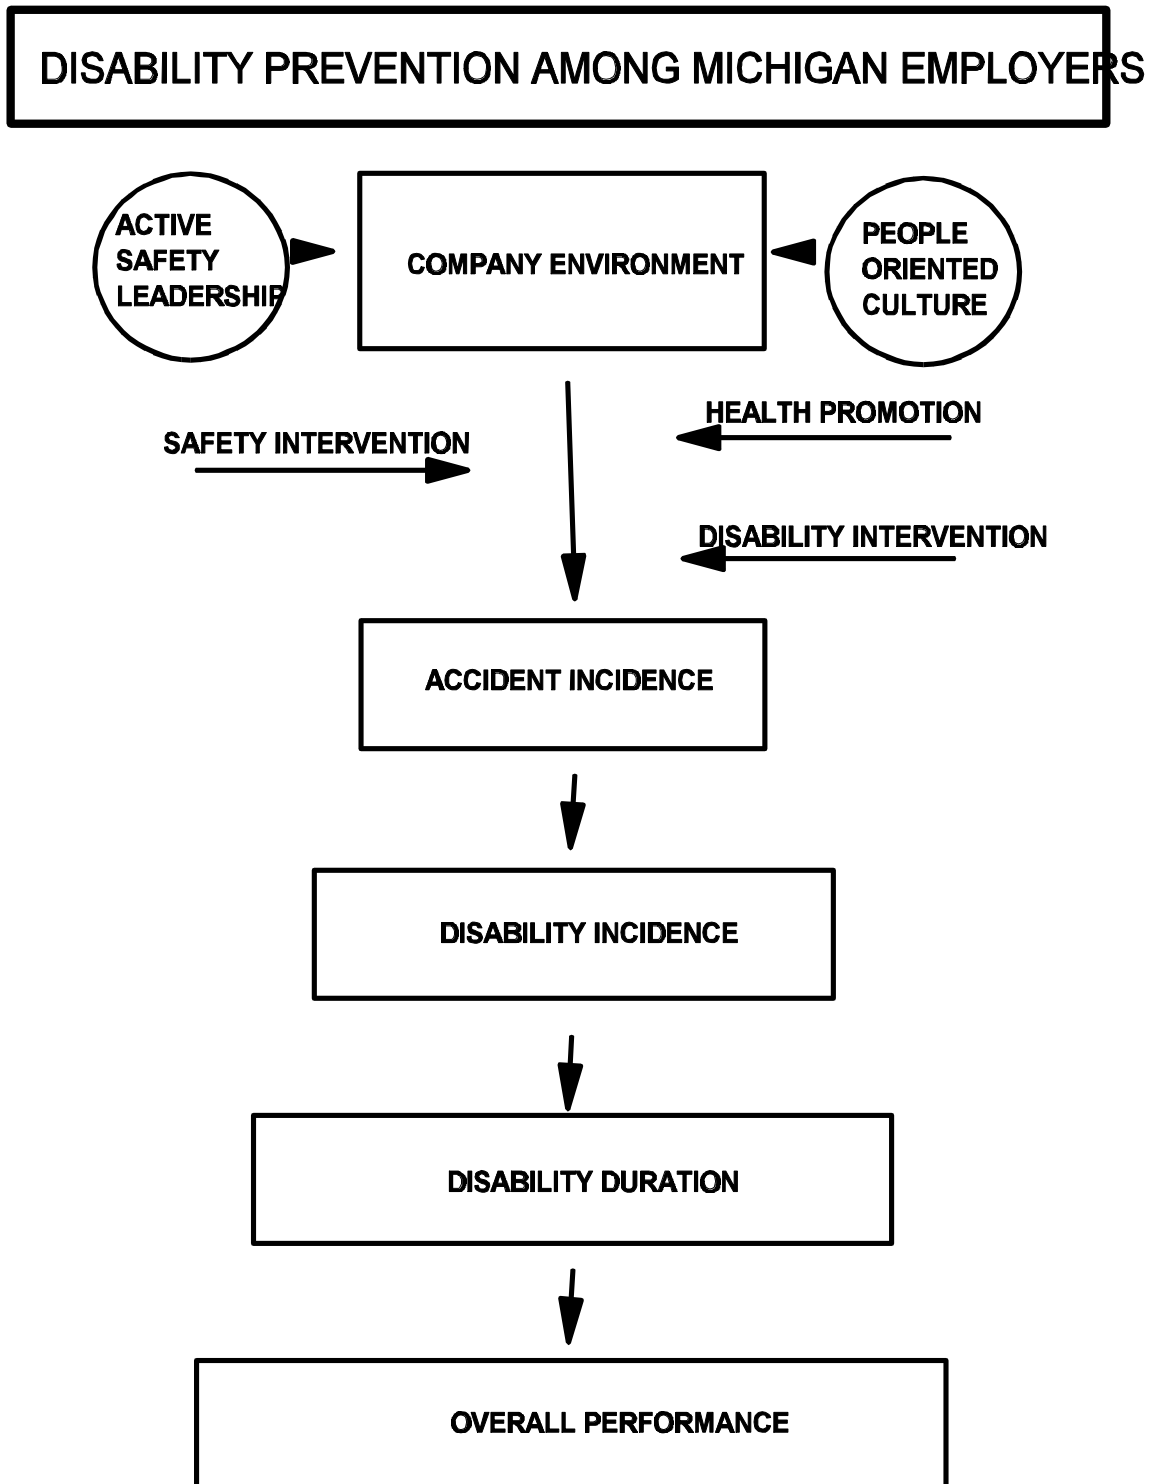 DISABILITY PREVENTION AMONG MICHIGAN EMPLOYERS
ACTIVE
SAFETY
LEADERSHIP
COMPANY ENVIRONMENT
PEOPLE
ORIENTED
CULTURE
HEALTH PROMOTION
SAFETY INTERVENTION
DISABILITY INTERVENTION
ACCIDENT INCIDENCE
DISABILITY INCIDENCE
DISABILITY DURATION
OVERALL PERFORMANCE